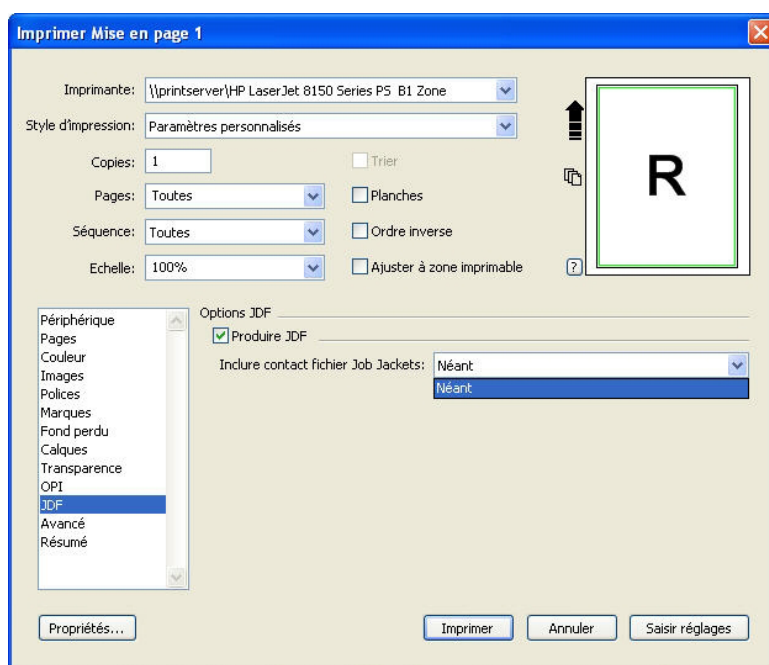 Imprimer Mise en page 1
Imprimante: \\printserver\HP LaserJet 8150 Series PS B1 Zone
Style d'impression: Paramètres personnalisés
Copies: 1 Trier
Pages: Toutes Planches
Séquence: Toutes Ordre inverse
Echelle: 100% Ajuster à zone imprimable ?
R
Périphérique
Pages
Couleur
Images
Polices
Marques
Fond perdu
Calques
Transparence
OPI
JDF
Avancé
Résumé
Options JDF
Produire JDF
Inclure contact fichier Job Jackets: Néant
Néant
Propriétés... Imprimer Annuler Saisir réglages